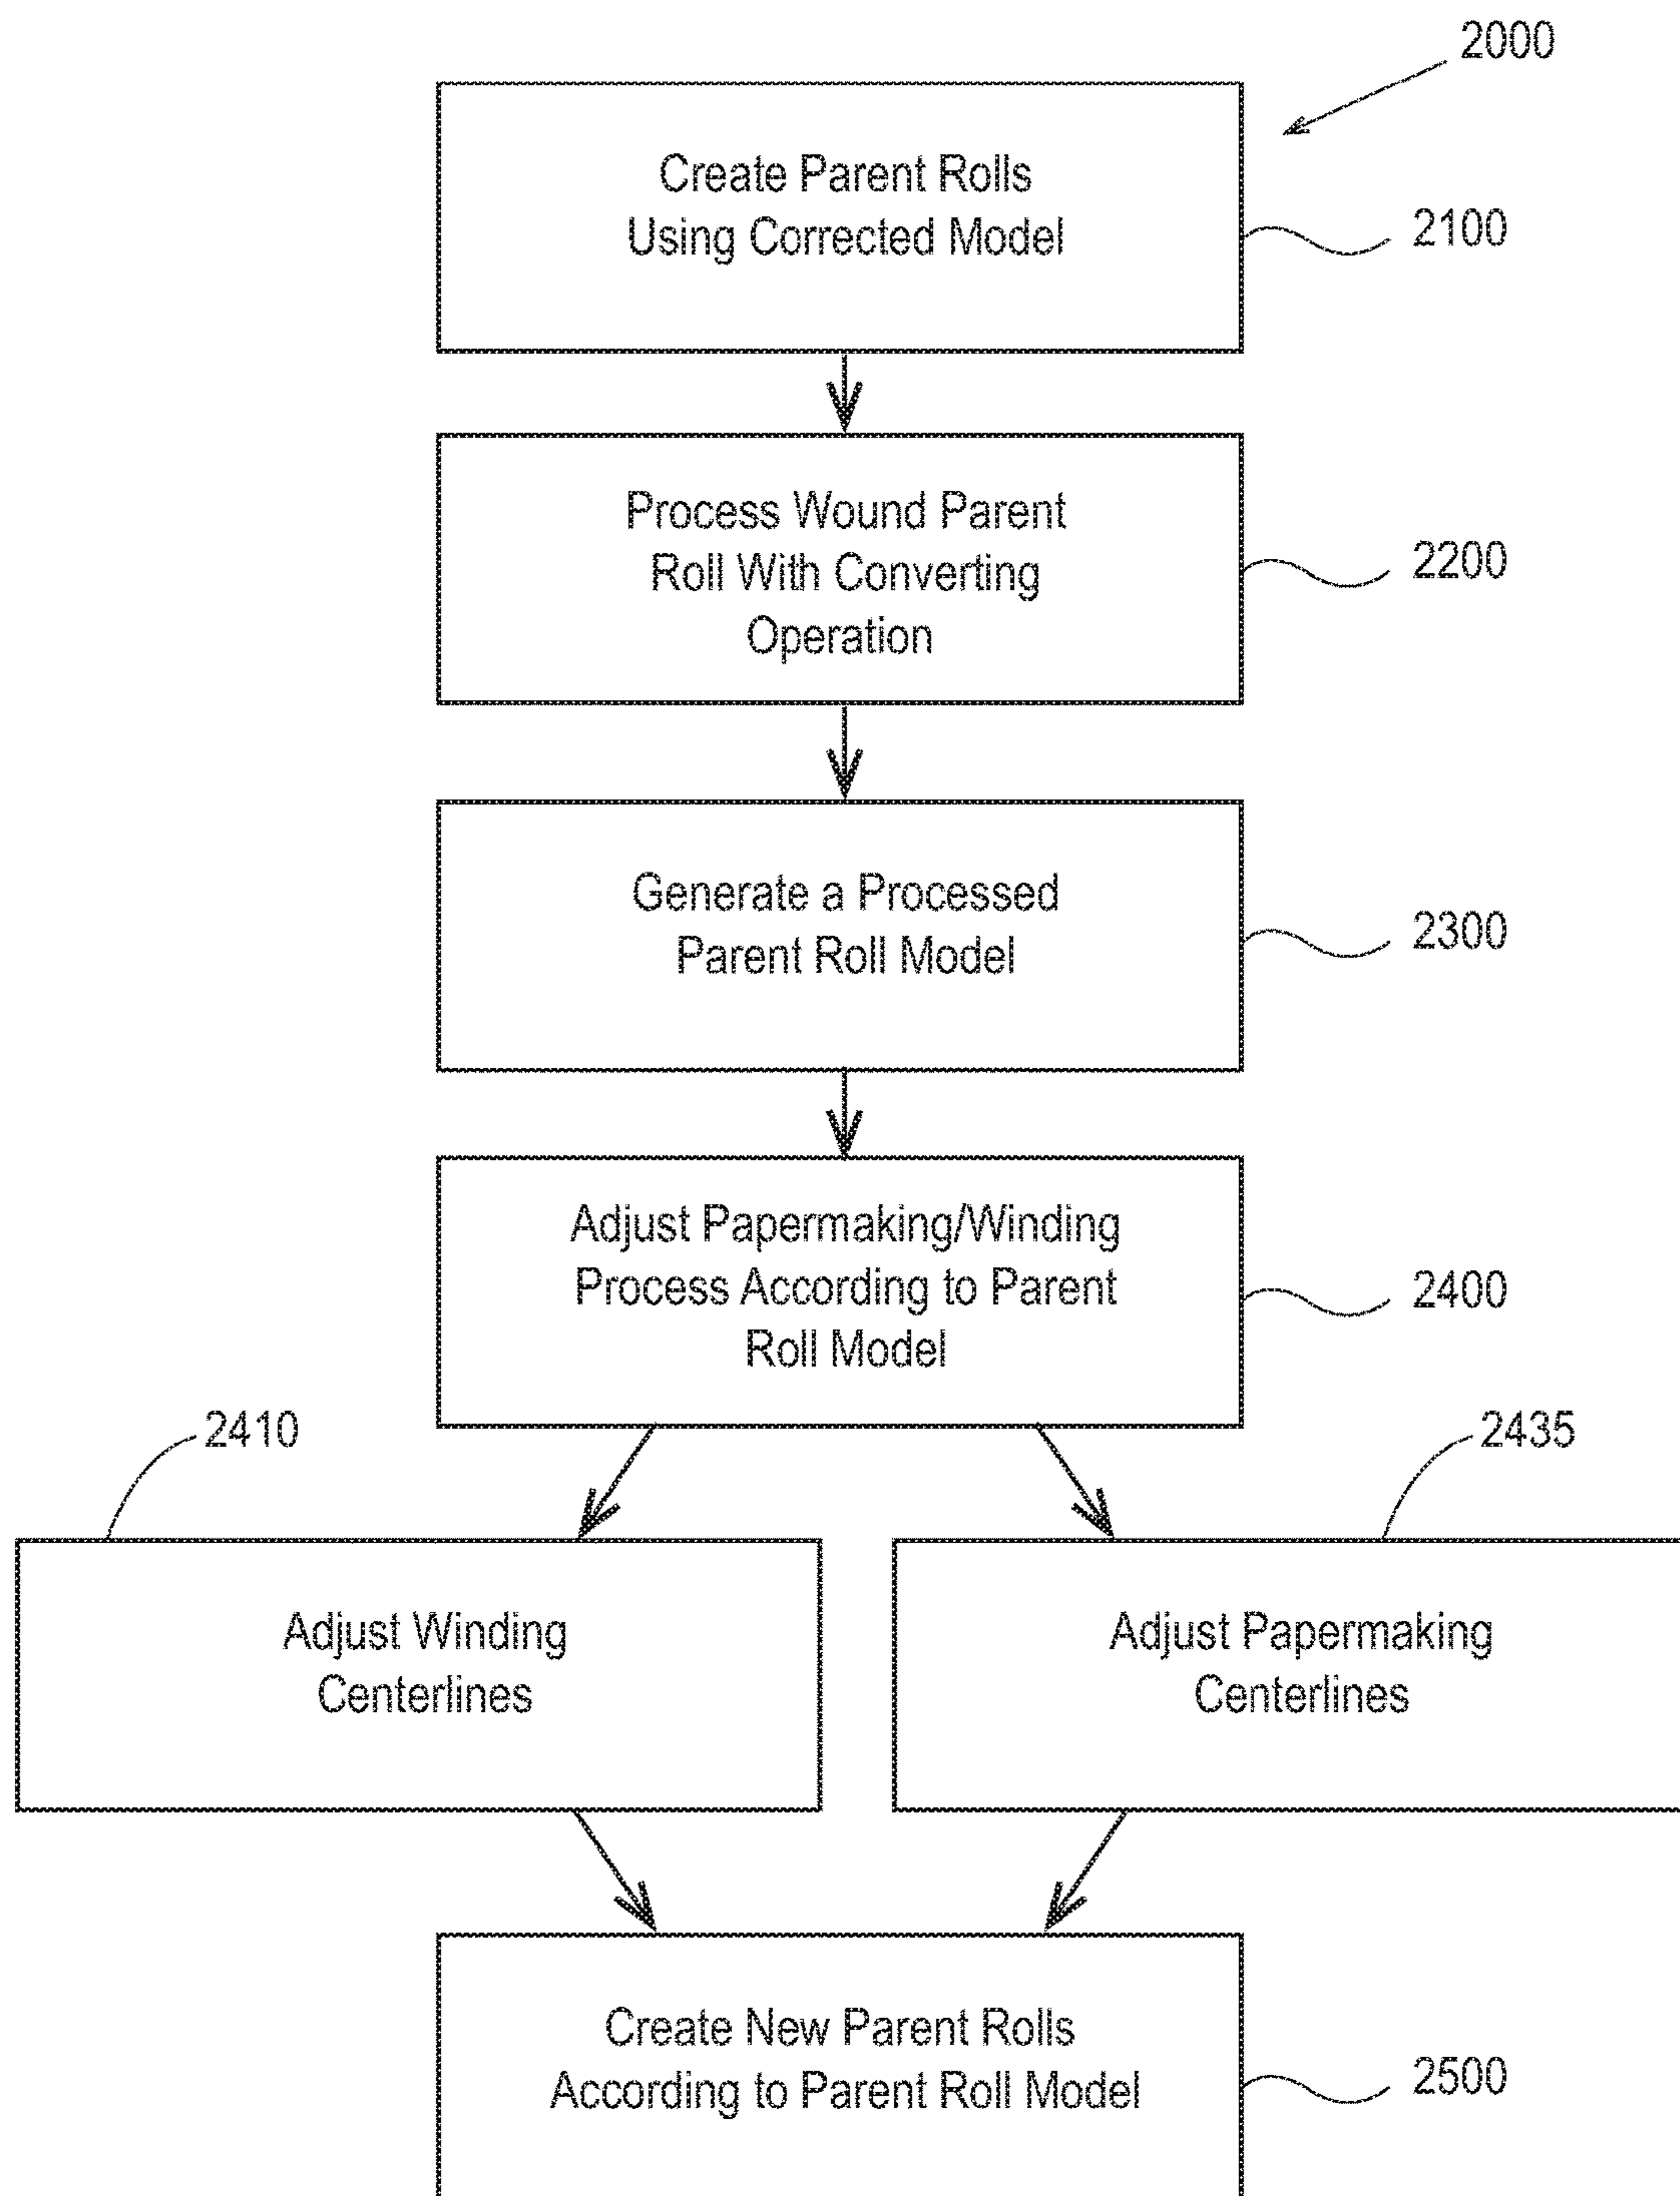 2000
Create Parent Rolls
Using Corrected Model
2100
Process Wound Parent
Roll With Converting
Operation
2200
Generate a Processed
Parent Roll Model
2300
Adjust Papermaking/Winding
Process According to Parent
Roll Model
2400
2410
2435
Adjust Winding
Centerlines
Adjust Papermaking
Centerlines
Create New Parent Rolls
According to Parent Roll Model
2500